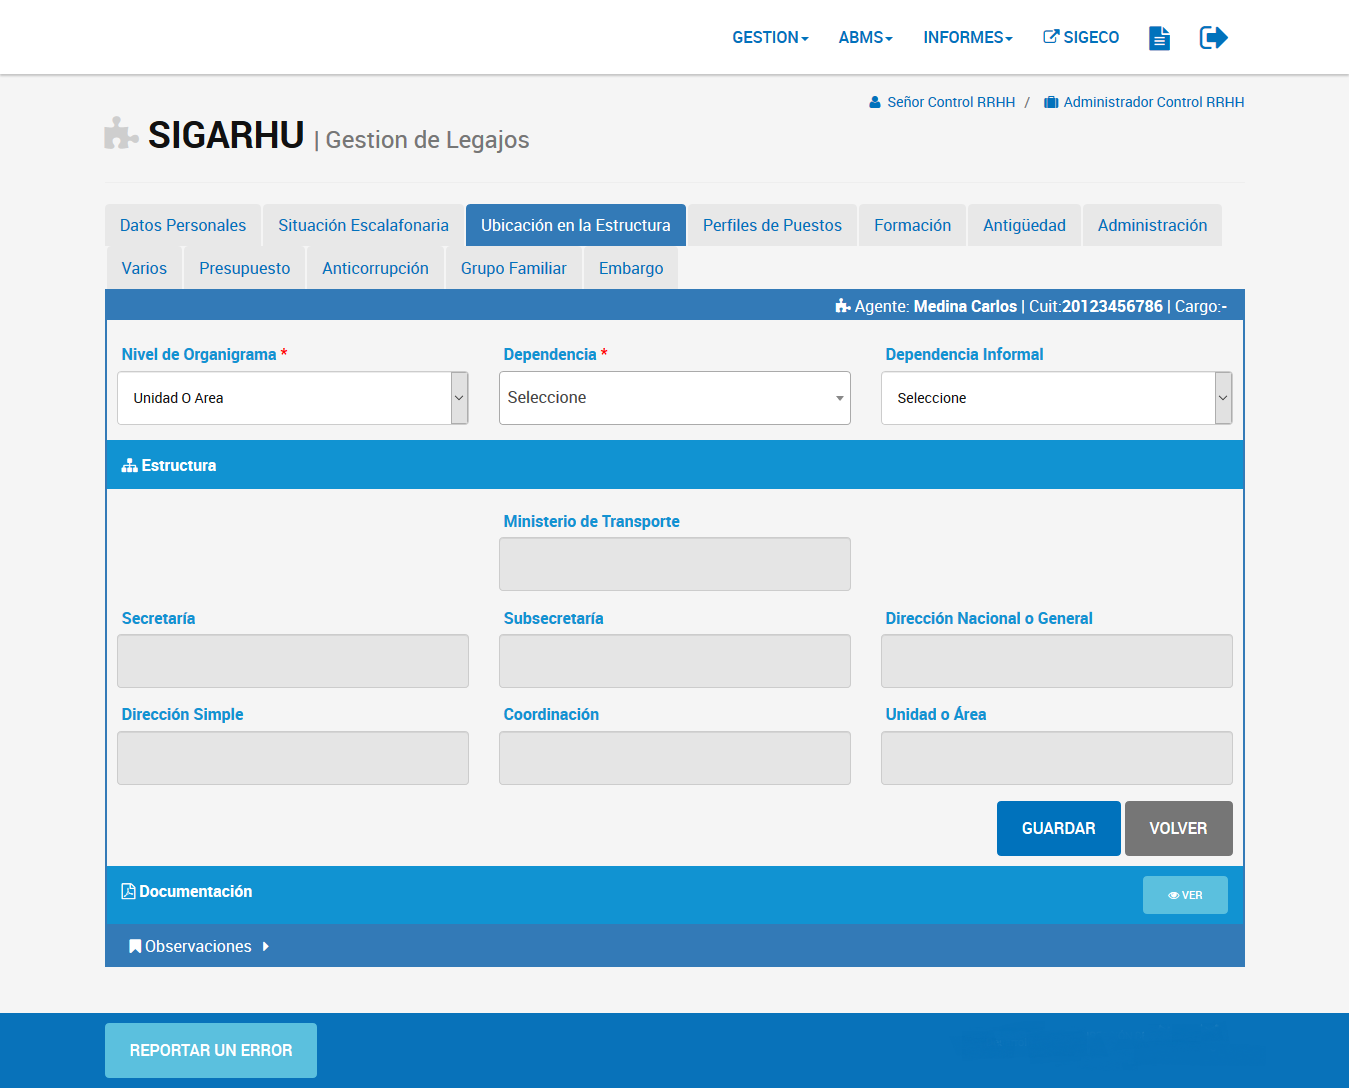 GESTION ABMS INFORMES SIGECO
Señor Control RRHH / Administrador Control RRHH
SIGARHU | Gestion de Legajos
Datos Personales Situación Escalafonaria Ubicación en la Estructura Perfiles de Puestos Formación Antigüedad Administración
Varios Presupuesto Anticorrupción Grupo Familiar Embargo
Agente: Medina Carlos | Cuit:20123456786 | Cargo:-
Nivel de Organigrama * Dependencia * Dependencia Informal
Unidad O Area Seleccione Seleccione
Estructura
Ministerio de Transporte
Secretaría Subsecretaría Dirección Nacional o General
Dirección Simple Coordinación Unidad o Área
GUARDAR VOLVER
Documentación VER
Observaciones
REPORTAR UN ERROR